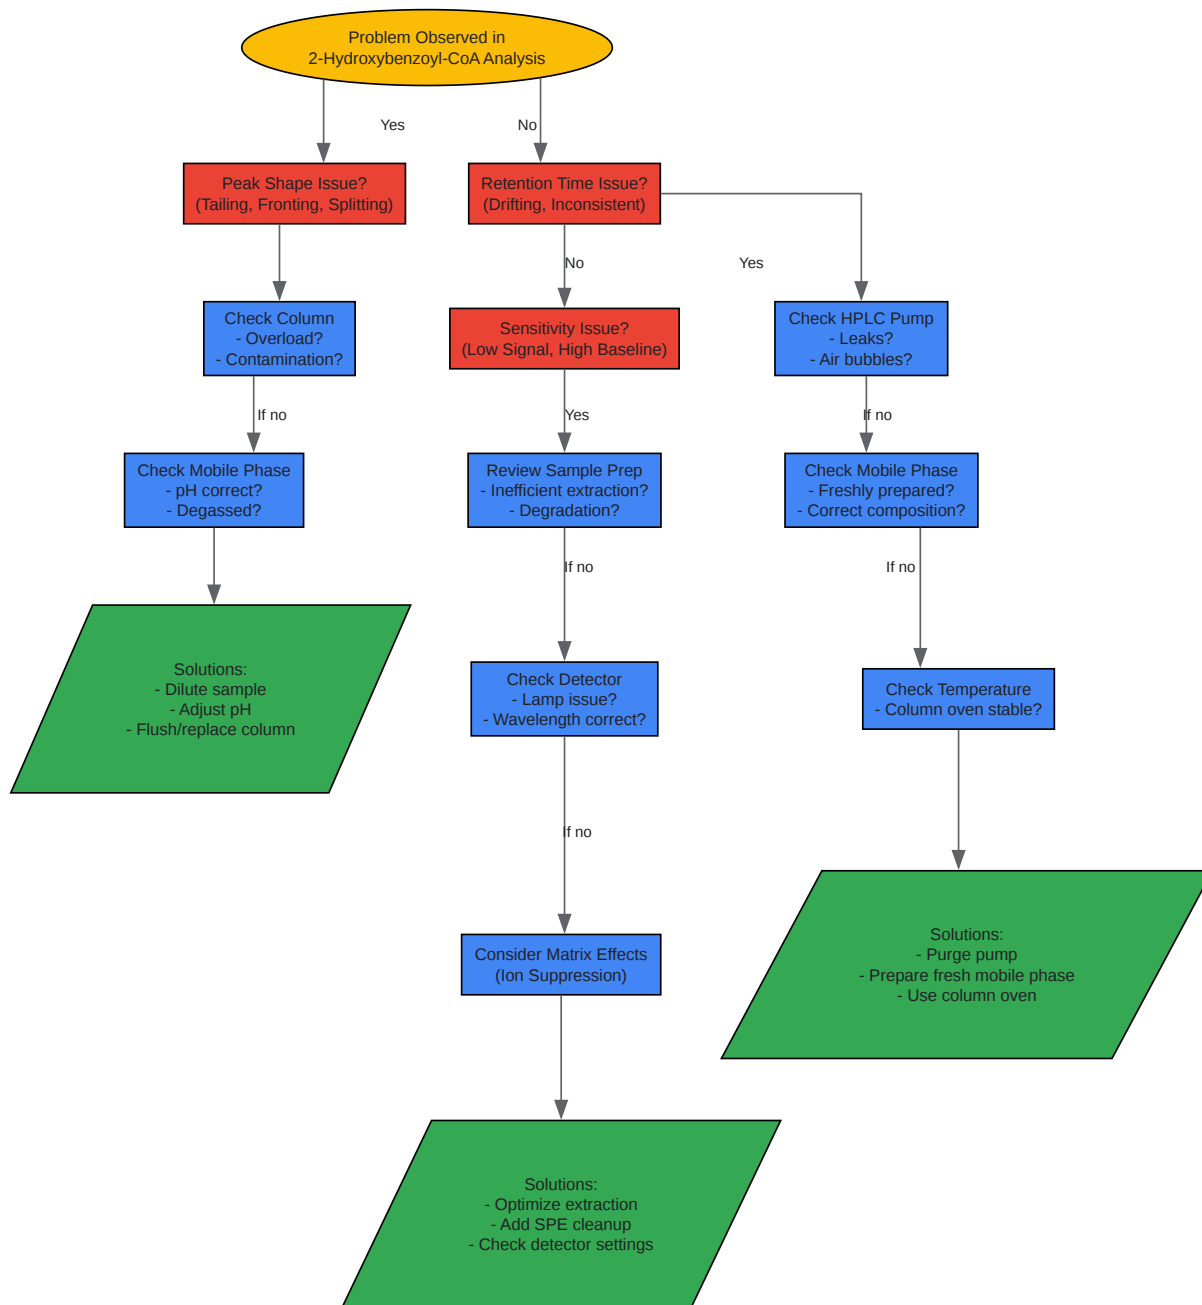 Problem Observed in
2-Hydroxybenzoyl-CoA Analysis
Yes
No
Peak Shape Issue?
(Tailing, Fronting, Splitting)
Retention Time Issue?
(Drifting, Inconsistent)
No
Yes
Check Column
- Overload?
- Contamination?
Sensitivity Issue?
(Low Signal, High Baseline)
Check HPLC Pump
- Leaks?
- Air bubbles?
If no
Yes
If no
Check Mobile Phase
- pH correct?
- Degassed?
Review Sample Prep
- Inefficient extraction?
- Degradation?
Check Mobile Phase
- Freshly prepared?
- Correct composition?
If no
If no
Solutions:
- Dilute sample
- Adjust pH
- Flush/replace column
Check Detector
- Lamp issue?
- Wavelength correct?
Check Temperature
- Column oven stable?
If no
Consider Matrix Effects
(Ion Suppression)
Solutions:
- Purge pump
- Prepare fresh mobile phase
- Use column oven
Solutions:
- Optimize extraction
- Add SPE cleanup
- Check detector settings